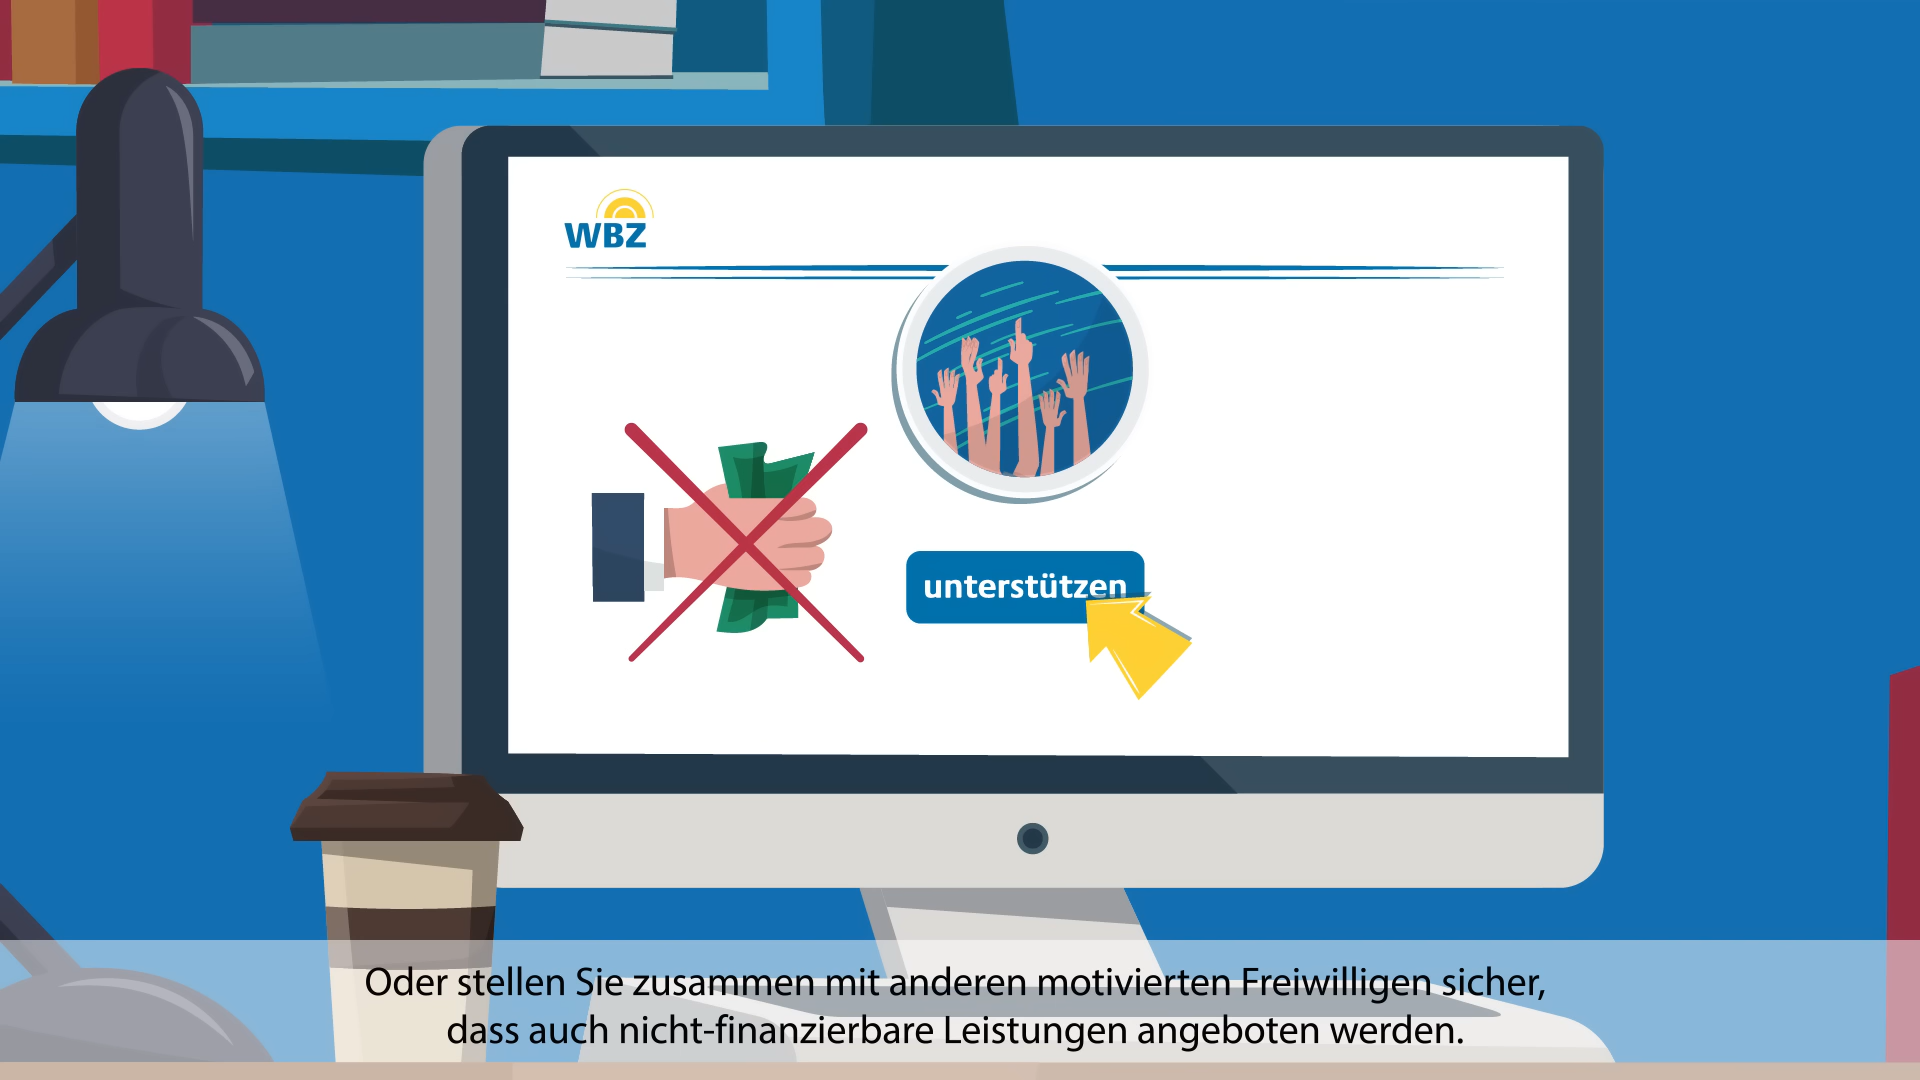 WBZ
unterstützen
Oder stellen Sie zusammen mit anderen motivierten Freiwilligen sicher,
dass auch nicht-finanzierbare Leistungen angeboten werden.